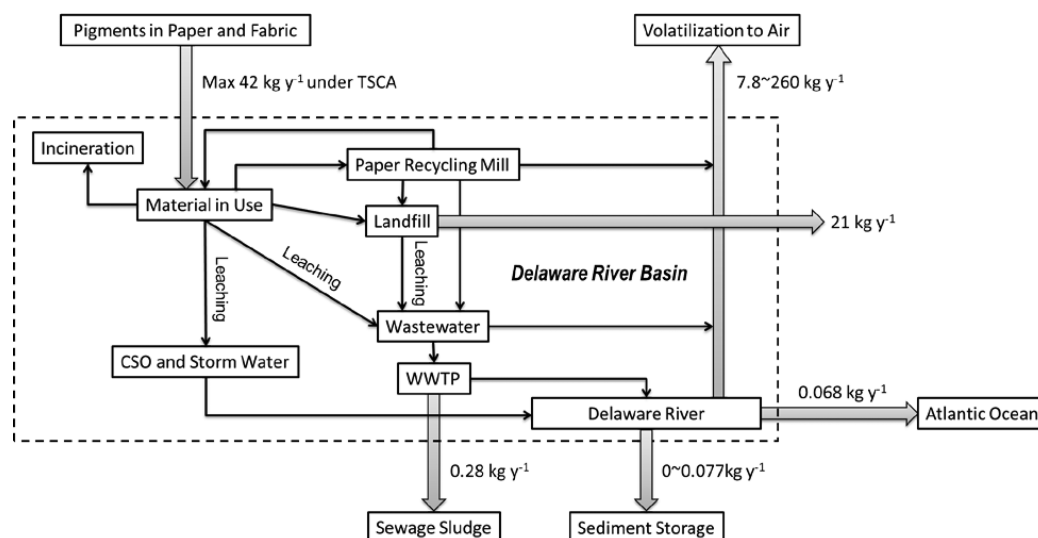 Pigments in Paper and Fabric
Volatilization to Air
Max 42 kg y⁻¹ under TSCA
7.8~260 kg y⁻¹
Incineration
Paper Recycling Mill
Material in Use
Landfill
21 kg y⁻¹
Leaching
Leaching
Leaching
Delaware River Basin
Wastewater
CSO and Storm Water
WWTP
0.068 kg y⁻¹
Delaware River
Atlantic Ocean
0.28 kg y⁻¹
0~0.077kg y⁻¹
Sewage Sludge
Sediment Storage